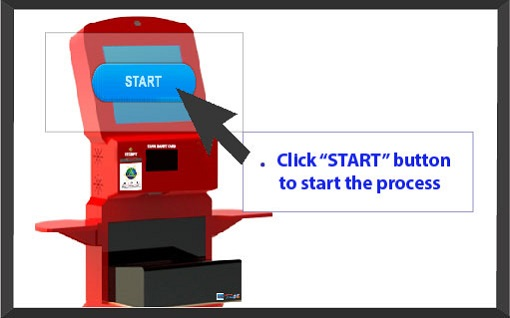 START
Click “START” button
to start the process